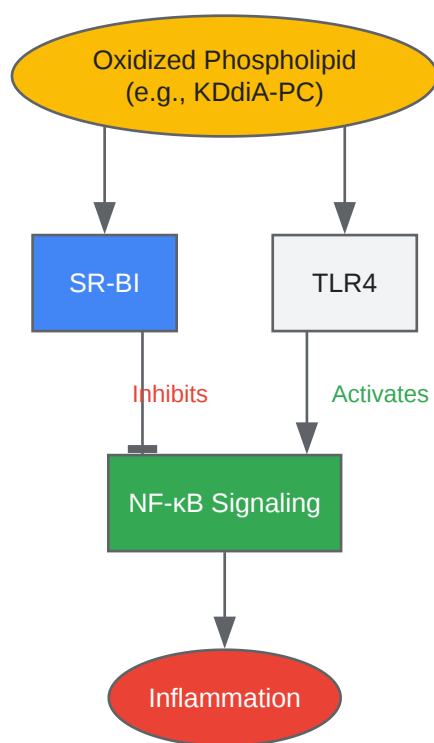 Oxidized Phospholipid
(e.g., KDdiA-PC)
SR-BI
TLR4
Inhibits
Activates
NF-κB Signaling
Inflammation